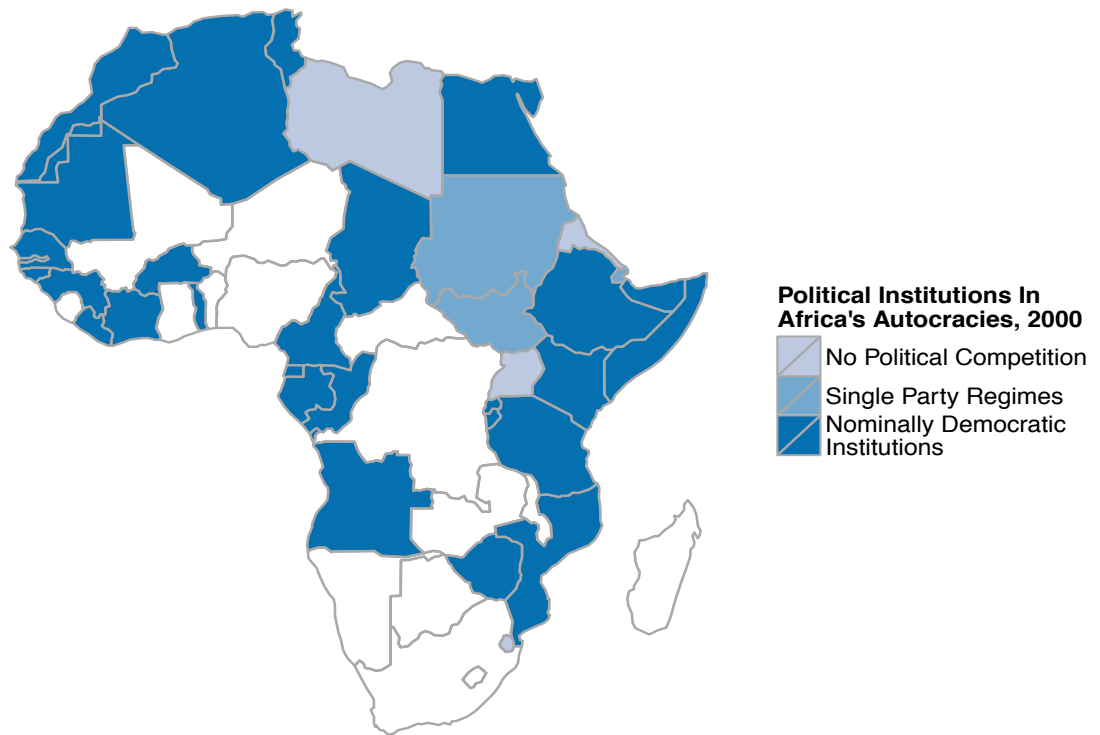 Political Institutions In
Africa's Autocracies, 2000
No Political Competition
Single Party Regimes
Nominally Democratic
Institutions